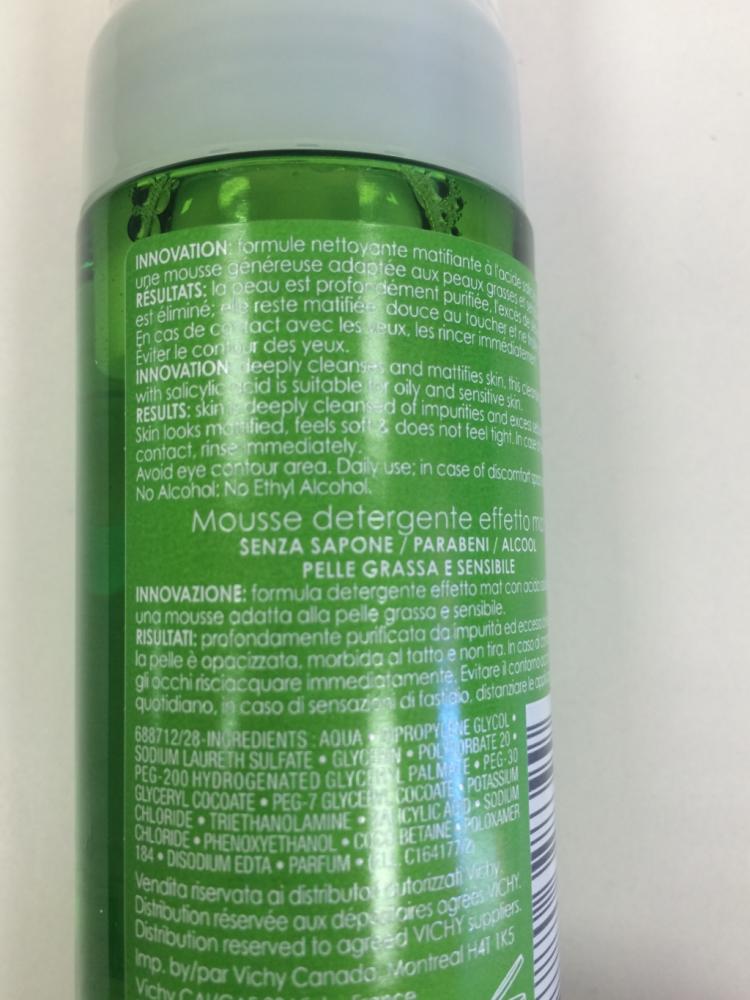 INNOVATION: formule nettoyante matifiante à l'acide
une mousse généreuse adaptée aux peaux grasses et
RÉSULTATS: la peau est profondément purifiée, l'excès de
est éliminé; elle reste matifiée, douce au toucher et ne
En cas de contact avec les yeux, les rincer immédiatement.
Éviter le contour des yeux.
INNOVATION: deeply cleanses and mattifies skin, this
with salicylic acid is suitable for oily and sensitive skin.
RESULTS: skin is deeply cleansed of impurities and excess
Skin looks mattified, feels soft & does not feel tight. In case
contact, rinse immediately.
Avoid eye contour area. Daily use; in case of discomfort
No Alcohol: No Ethyl Alcohol.
Mousse detergente effetto
SENZA SAPONE / PARABENI / ALCOOL
PELLE GRASSA E SENSIBILE
INNOVAZIONE: formula detergente effetto mat con acido
una mousse adatta alla pelle grassa e sensibile.
RISULTATI: profondamente purificata da impurità ed eccesso
la pelle è opacizzata, morbida al tatto e non tira. In caso di
gli occhi risciacquare immediatamente. Evitare il contorno
quotidiano, in caso di sensazioni di fastidio, distanziare le
688712/28-INGREDIENTS: AQUA • DIPROPYLENE GLYCOL •
SODIUM LAURETH SULFATE • GLYCERIN • POLYSORBATE 20 •
PEG-200 HYDROGENATED GLYCERYL PALMATE • PEG-30
GLYCERYL COCOATE • PEG-7 GLYCERYL COCOATE • POTASSIUM
CHLORIDE • TRIETHANOLAMINE • SALICYLIC ACID • SODIUM
CHLORIDE • PHENOXYETHANOL • COCO-BETAINE • POLOXAMER
184 • DISODIUM EDTA • PARFUM • C164177/2)
Vendita riservata ai distributori autorizzati Vichy.
Distribution réservée aux dépositaires agréés VICHY.
Distribution reserved to agreed VICHY suppliers.
Imp. by/par Vichy Canada, Montreal H4T 1K5
Vichy France